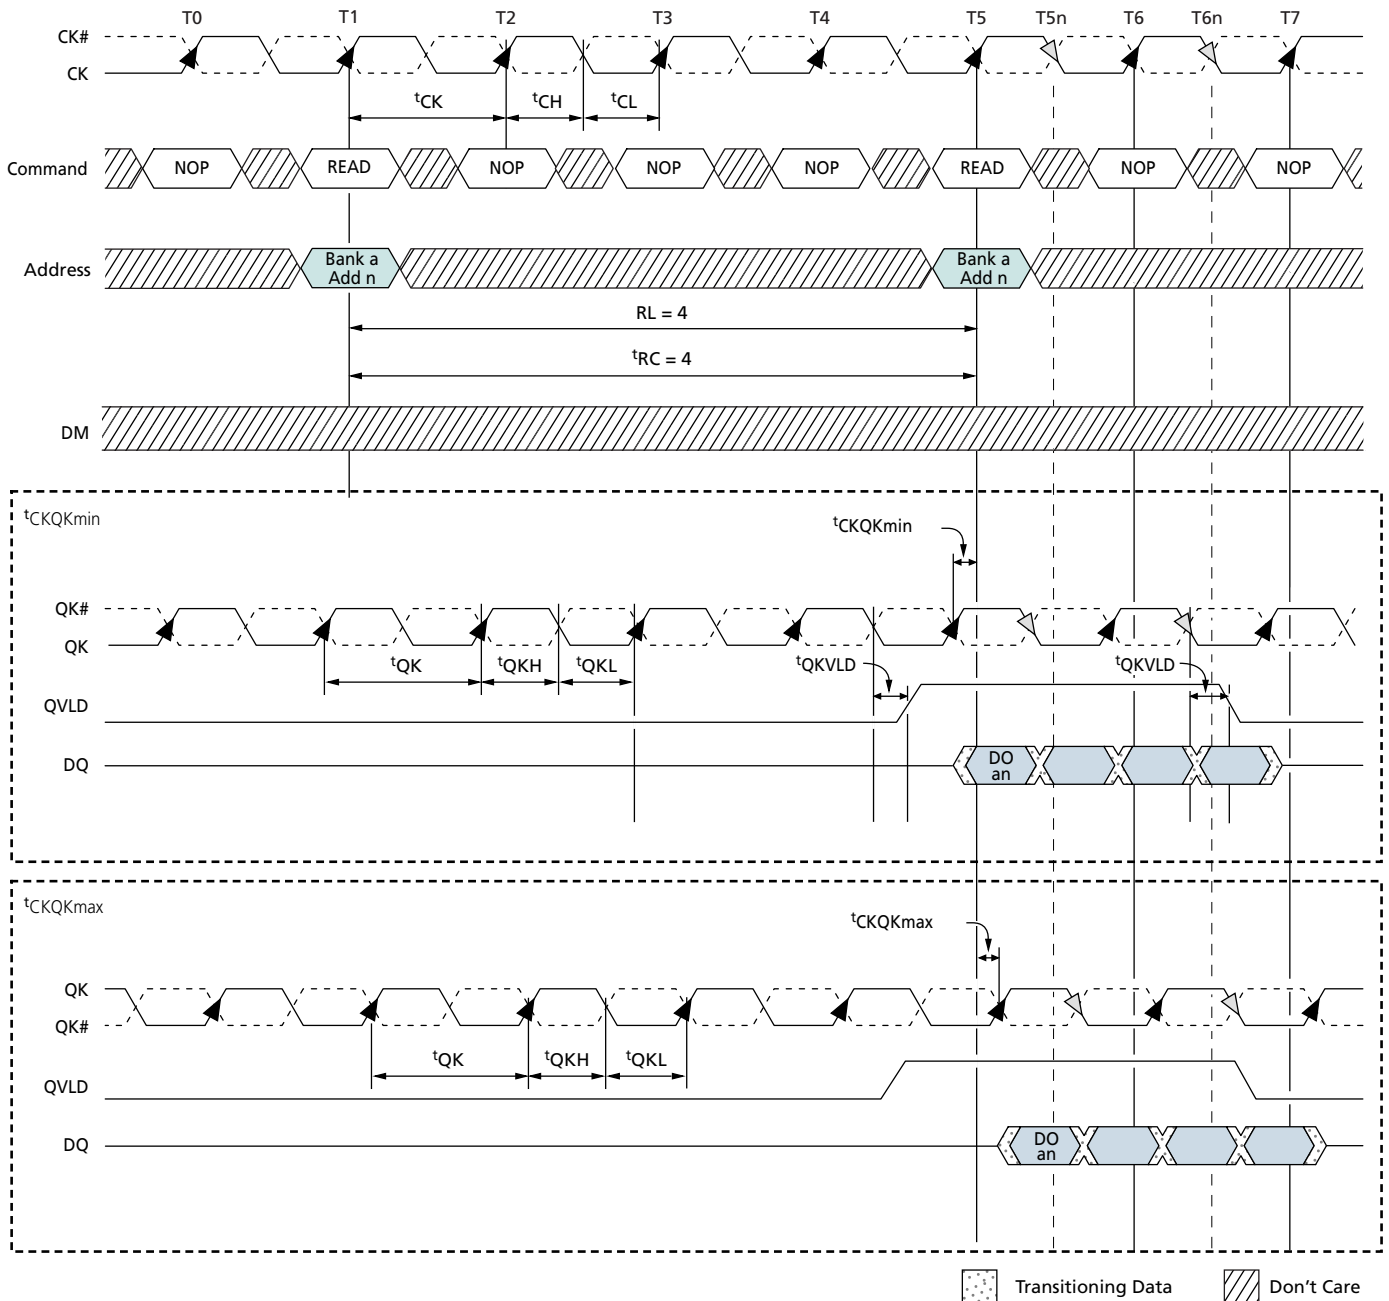 T0 T1 T2 T3 T4 T5 T5n T6 T6n T7
CK#
CK
tCK tCH tCL
Command NOP READ NOP NOP NOP READ NOP NOP
Address Bank a Add n Bank a Add n
RL = 4
tRC = 4
DM
tCKQKmin
tCKQKmin
QK#
QK
tQK tQKH tQKL tQKVLD tQKVLD
QVLD
DQ DO an
tCKQKmax
tCKQKmax
QK
QK#
tQK tQKH tQKL
QVLD
DQ DO an
Transitioning Data Don't Care